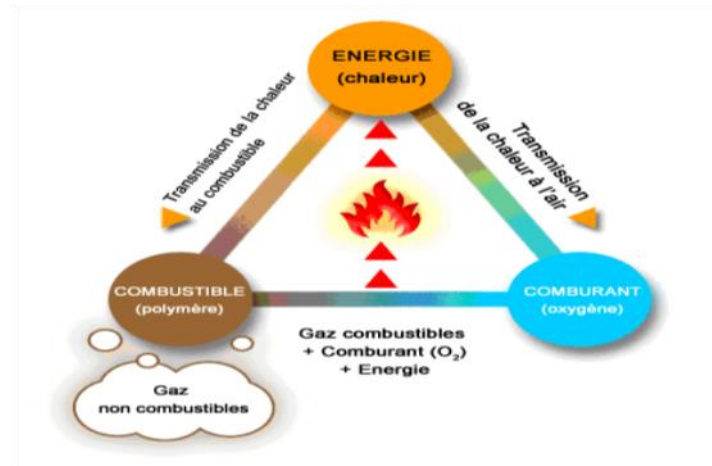 ENERGIE
(chaleur)
Transmission de la chaleur
au combustible
Transmission
de la chaleur à l'air
COMBUSTIBLE
(polymère)
COMBURANT
(oxygène)
Gaz combustibles
+ Comburant (O₂)
+ Energie
Gaz
non combustibles